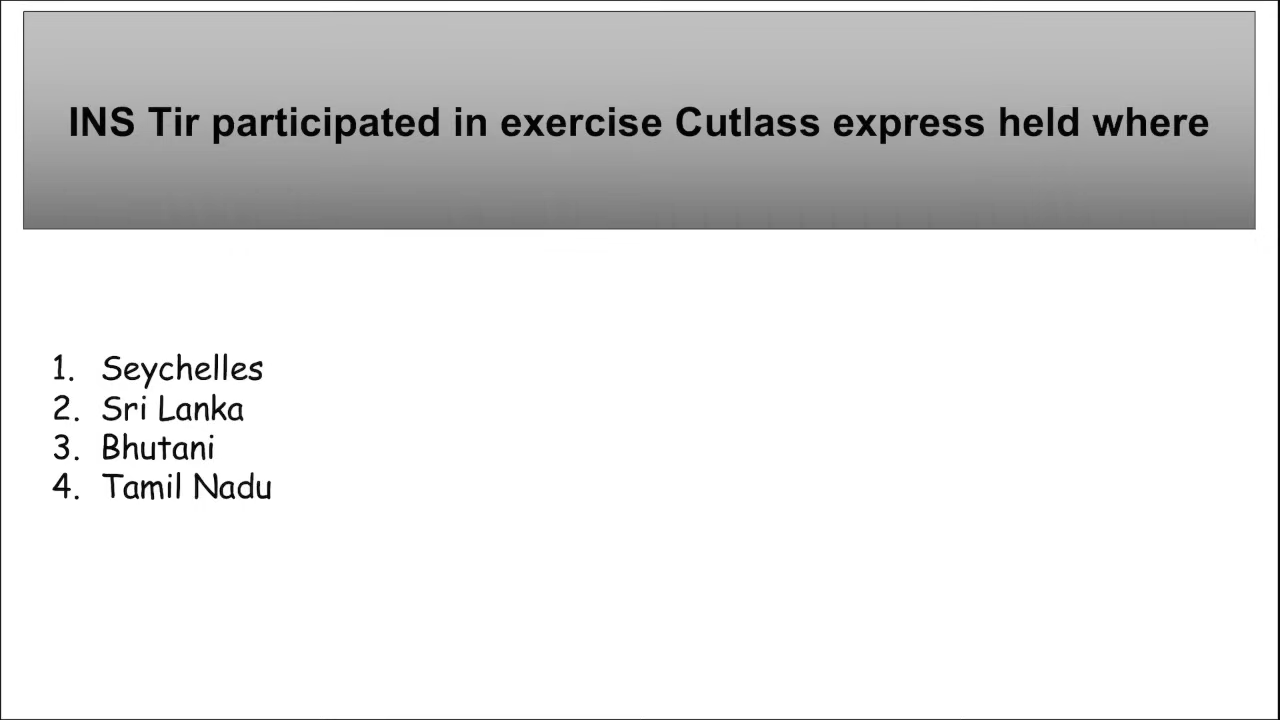 INS Tir participated in exercise Cutlass express held where
1. Seychelles
2. Sri Lanka
3. Bhutani
4. Tamil Nadu